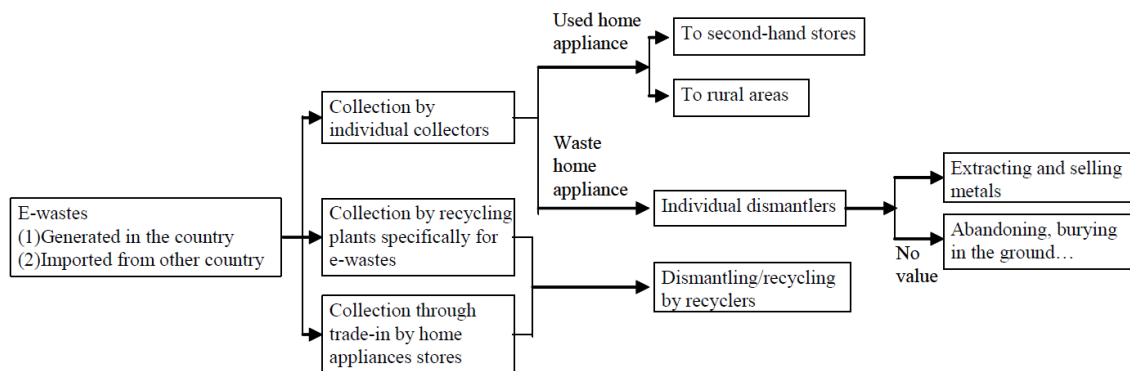 E-wastes
(1)Generated in the country
(2)Imported from other country
Collection by
individual collectors
Collection by recycling
plants specifically for
e-wastes
Collection through
trade-in by home
appliances stores
Used home
appliance
To second-hand stores
To rural areas
Waste
home
appliance
Individual dismantlers
Dismantling/recycling
by recyclers
Extracting and selling
metals
No
value
Abandoning, burying
in the ground…